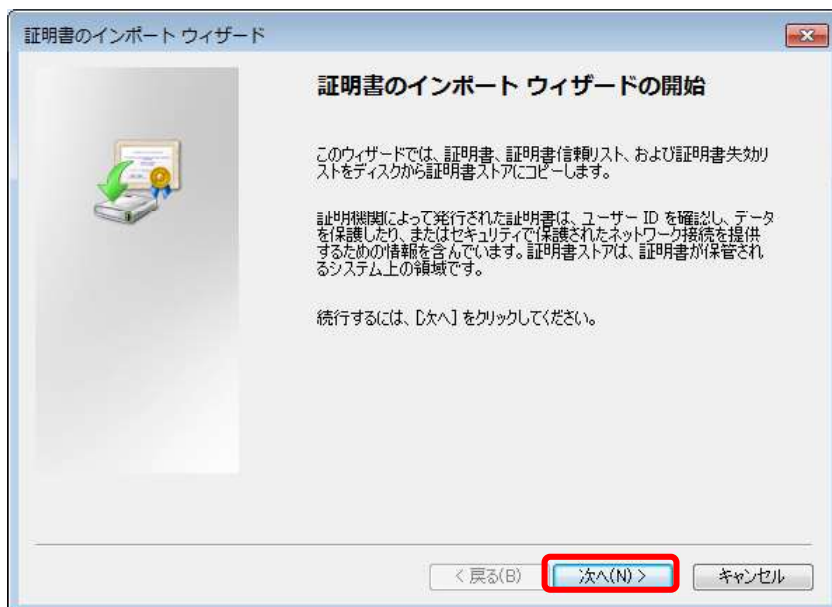 証明書のインポート ウィザード
証明書のインポート ウィザードの開始
このウィザードでは、証明書、証明書信頼リスト、および証明書失効リ
ストをディスクから証明書ストアにコピーします。
証明機関によって発行された証明書は、ユーザー ID を確認し、データ
を保護したり、またはセキュリティで保護されたネットワーク接続を提供
するための情報を含んでいます。証明書ストアは、証明書が保管され
るシステム上の領域です。
続行するには、[次へ] をクリックしてください。
< 戻る(B) 次へ(N) > キャンセル